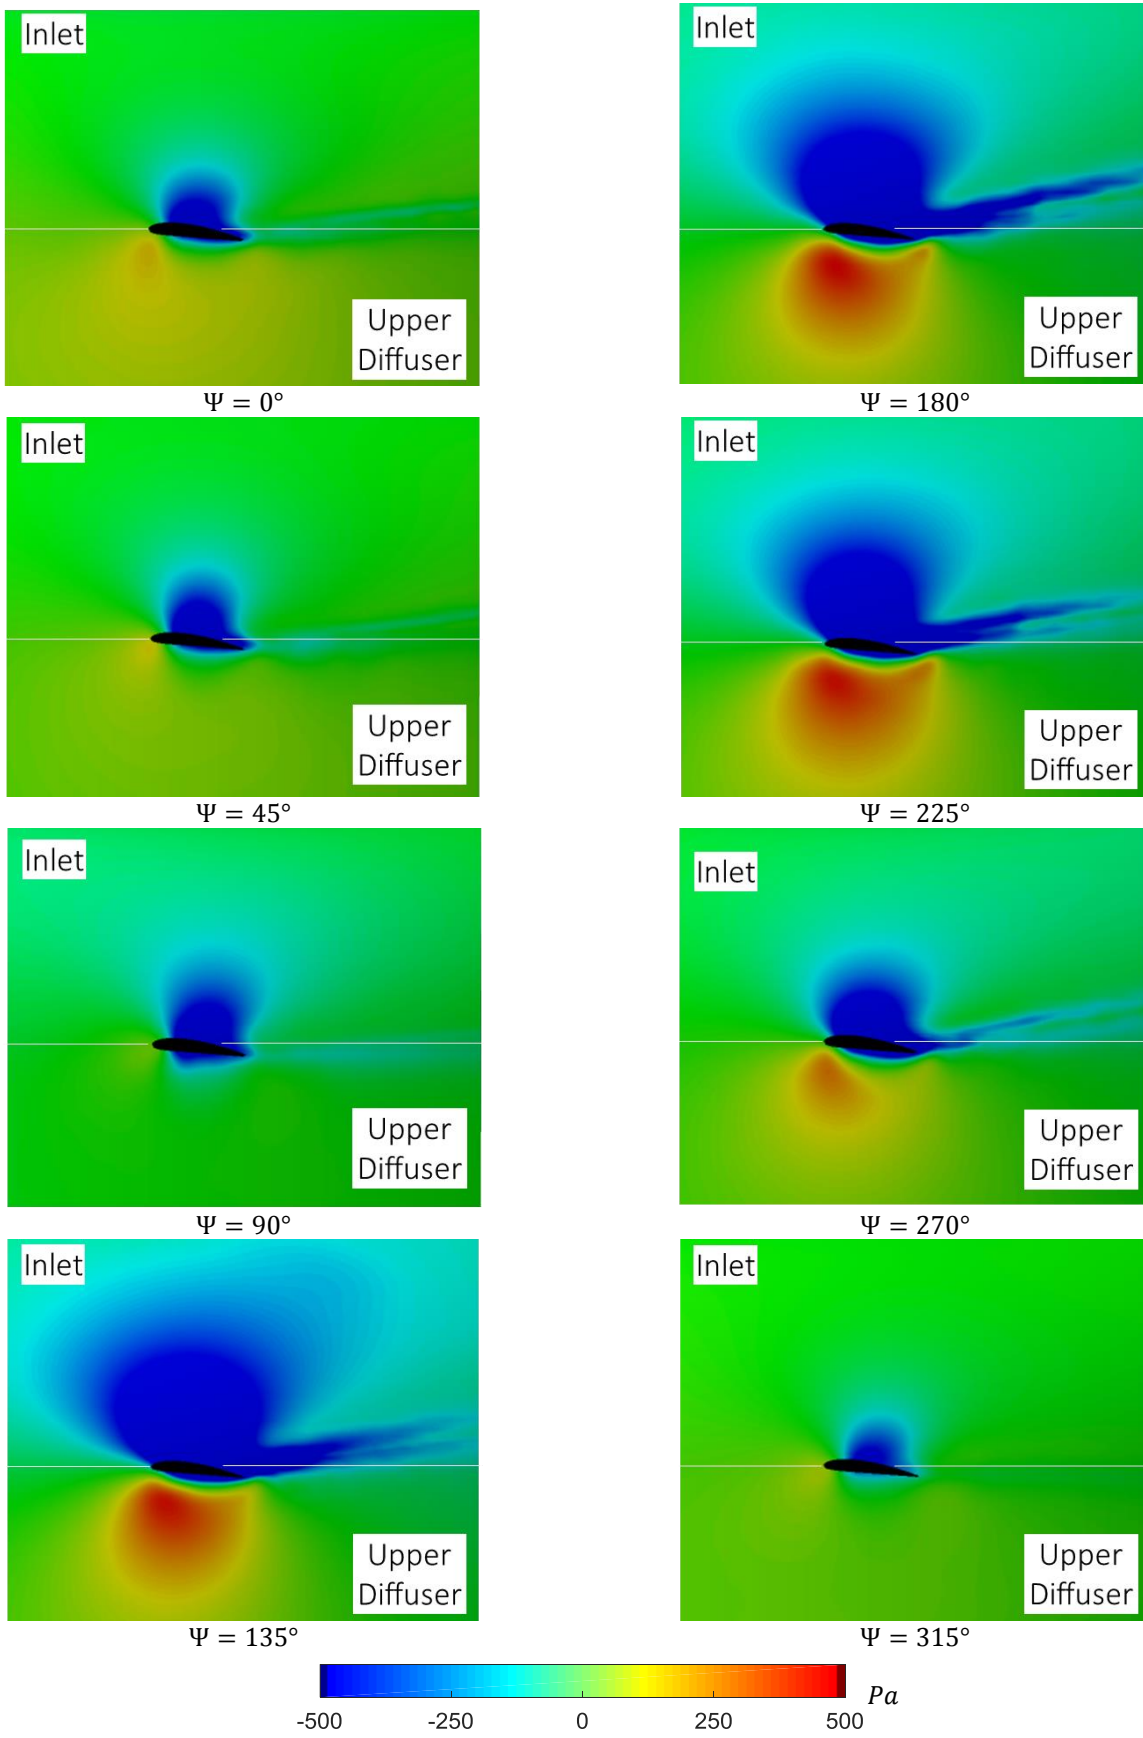 Inlet
Upper
Diffuser
Ψ = 0°
Inlet
Upper
Diffuser
Ψ = 180°
Inlet
Upper
Diffuser
Ψ = 45°
Inlet
Upper
Diffuser
Ψ = 225°
Inlet
Upper
Diffuser
Ψ = 90°
Inlet
Upper
Diffuser
Ψ = 270°
Inlet
Upper
Diffuser
Ψ = 135°
Inlet
Upper
Diffuser
Ψ = 315°
Pa
-500 -250 0 250 500